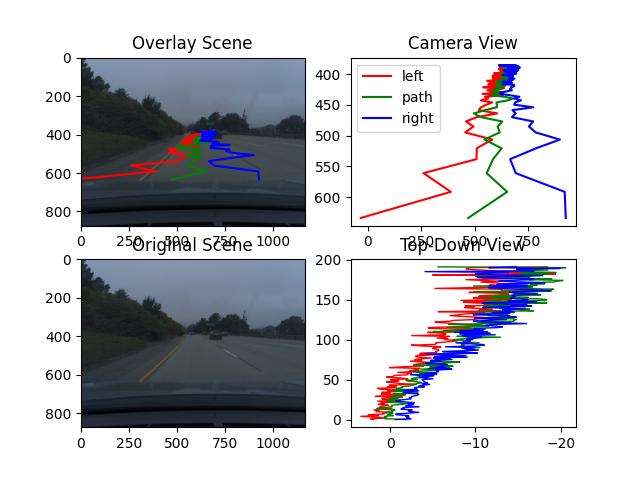 Overlay Scene
0
200
400
600
800
0 250 500 750 1000
Camera View
left
path
right
400
450
500
550
600
0 250 500 750
Original Scene
0
200
400
600
800
0 250 500 750 1000
Top-Down View
200
150
100
50
0
0 −10 −20